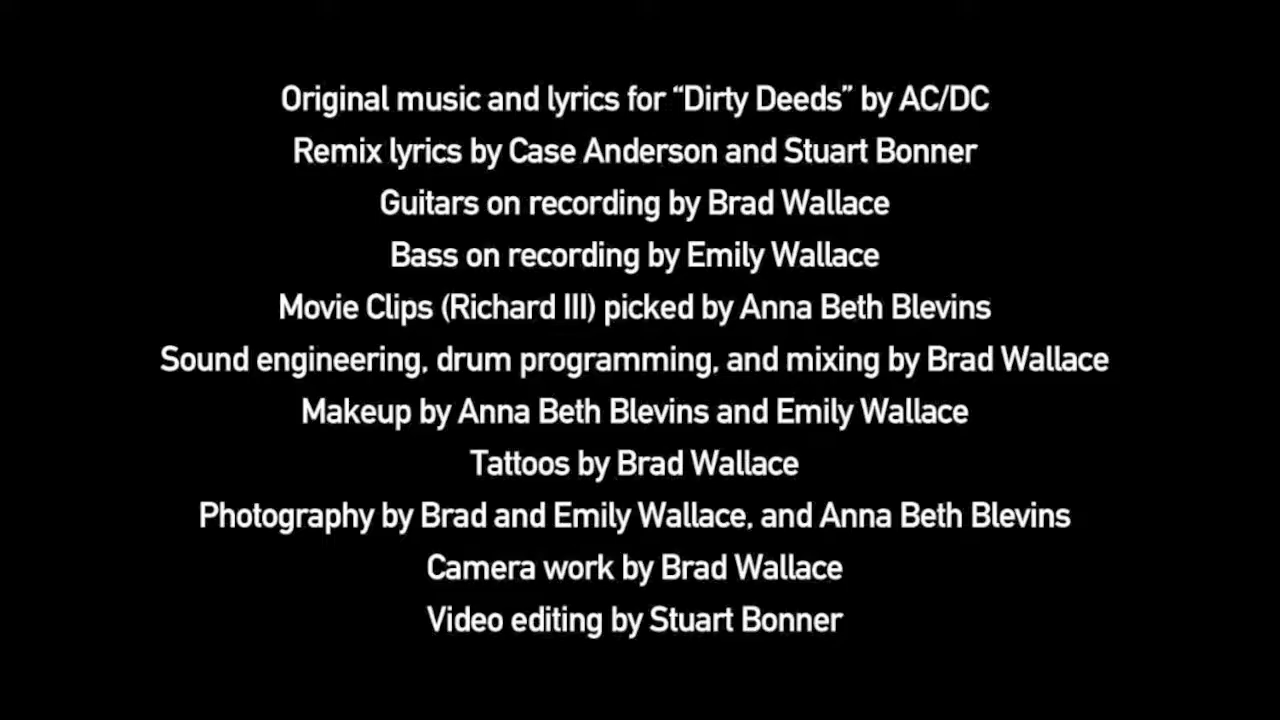 Original music and lyrics for “Dirty Deeds” by AC/DC
Remix lyrics by Case Anderson and Stuart Bonner
Guitars on recording by Brad Wallace
Bass on recording by Emily Wallace
Movie Clips (Richard III) picked by Anna Beth Blevins
Sound engineering, drum programming, and mixing by Brad Wallace
Makeup by Anna Beth Blevins and Emily Wallace
Tattoos by Brad Wallace
Photography by Brad and Emily Wallace, and Anna Beth Blevins
Camera work by Brad Wallace
Video editing by Stuart Bonner